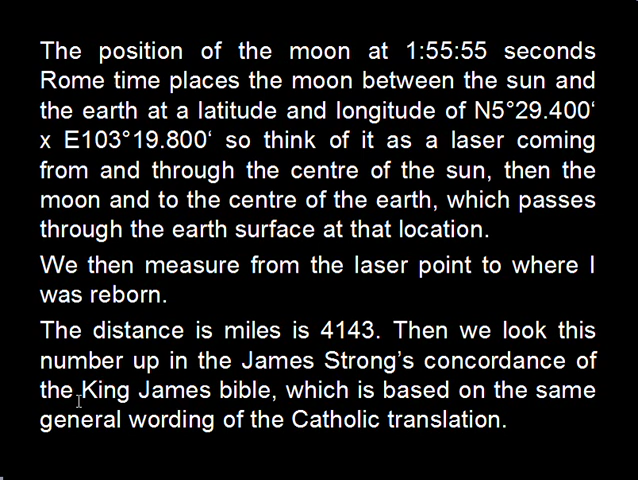 The position of the moon at 1:55:55 seconds
Rome time places the moon between the sun and
the earth at a latitude and longitude of N5°29.400‘
x E103°19.800‘ so think of it as a laser coming
from and through the centre of the sun, then the
moon and to the centre of the earth, which passes
through the earth surface at that location.
We then measure from the laser point to where I
was reborn.
The distance is miles is 4143. Then we look this
number up in the James Strong’s concordance of
the King James bible, which is based on the same
general wording of the Catholic translation.